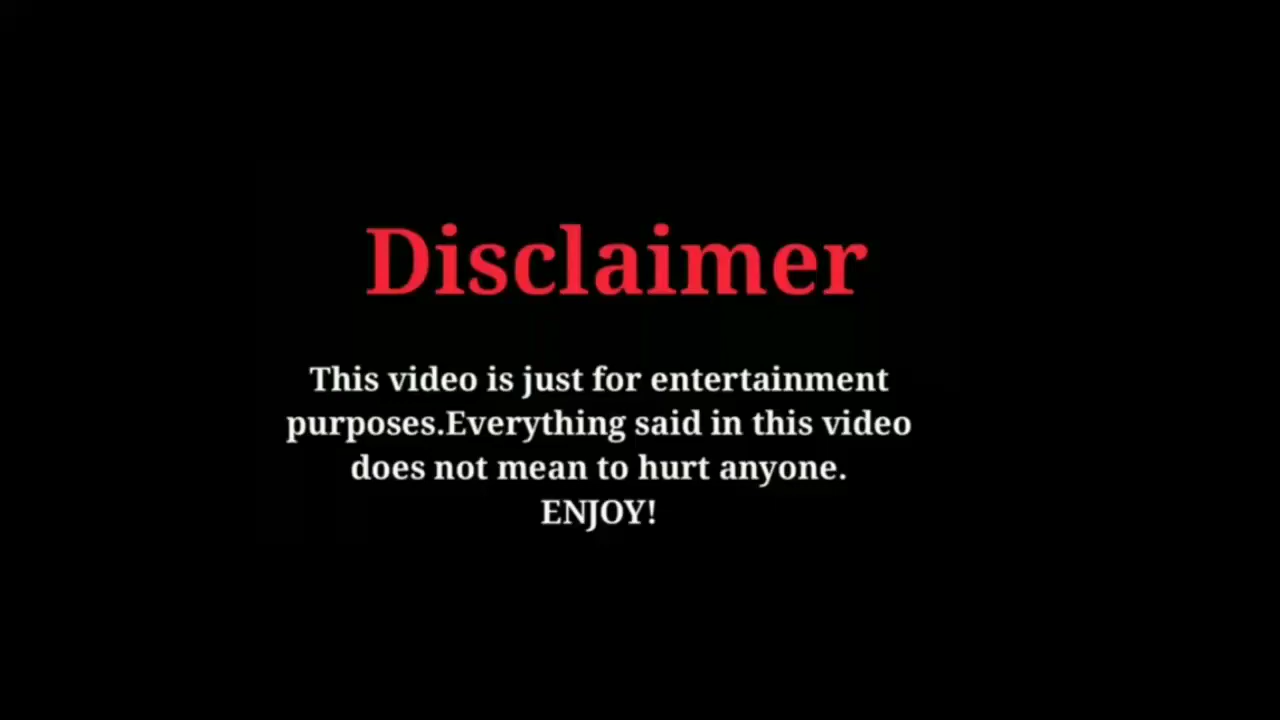 Disclaimer
This video is just for entertainment
purposes.Everything said in this video
does not mean to hurt anyone.
ENJOY!